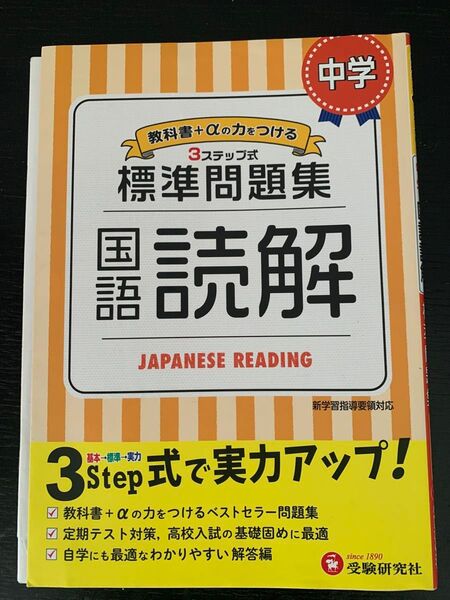 中学
教科書+αの力をつける
3ステップ式
標準問題集
国語 読解
JAPANESE READING
新学習指導要領対応
基本→標準→実力
3Step式で実力アップ!
教科書+αの力をつけるベストセラー問題集
定期テスト対策,高校入試の基礎固めに最適
自学にも最適なわかりやすい解答編
since 1890
受験研究社